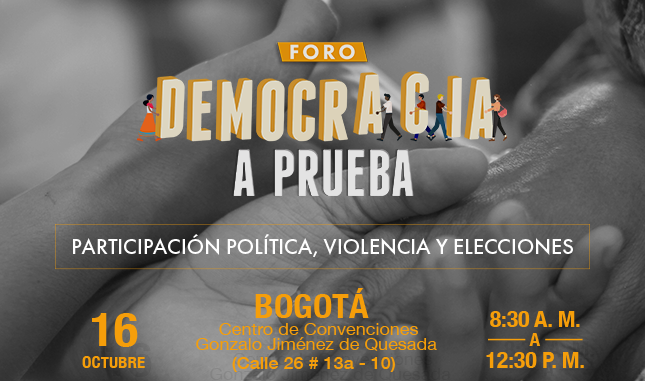 FORO
DEMOCRACIA
A PRUEBA
PARTICIPACIÓN POLÍTICA, VIOLENCIA Y ELECCIONES
16
OCTUBRE
BOGOTÁ
Centro de Convenciones
Gonzalo Jiménez de Quesada
(Calle 26 # 13a - 10)
8:30 A. M.
A
12:30 P. M.